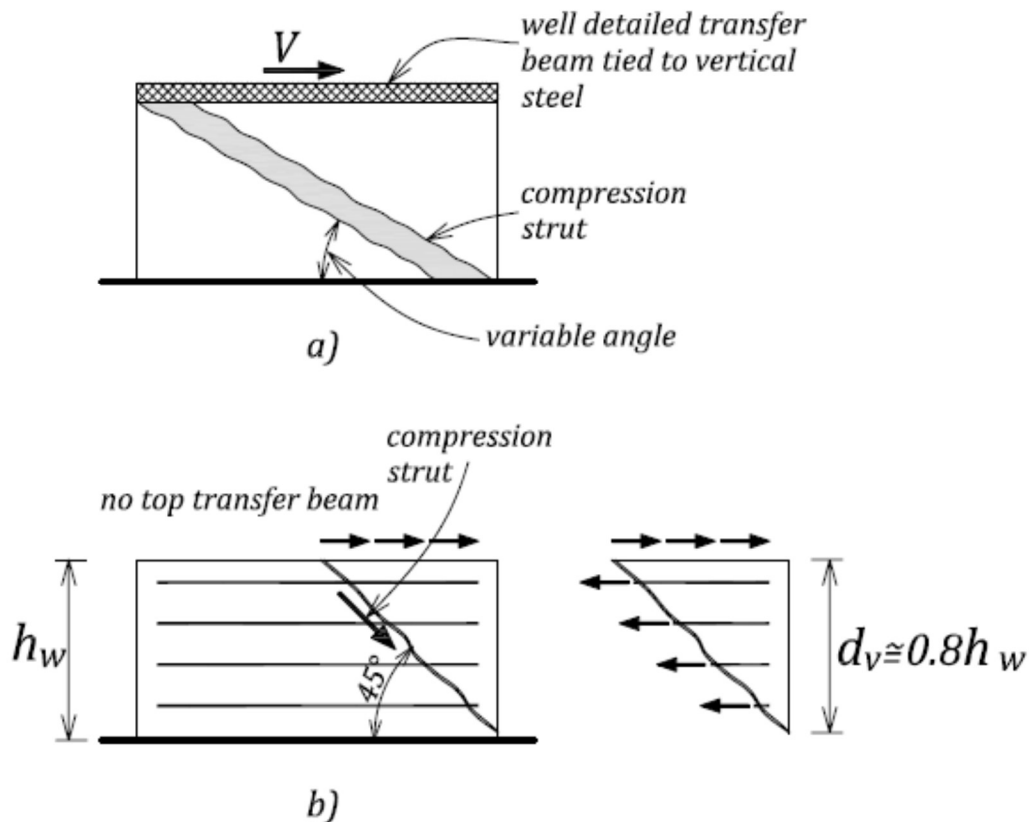 well detailed transfer
beam tied to vertical
steel
V
compression
strut
variable angle
a)
compression
strut
no top transfer beam
h_w
45°
d_v≅0.8h_w
b)